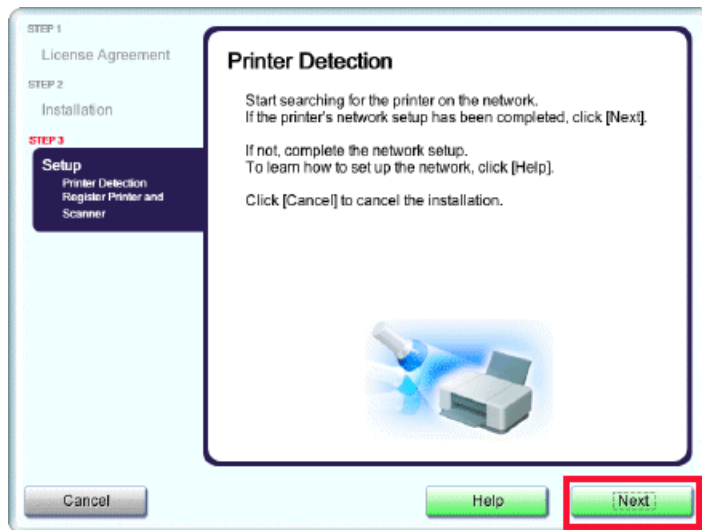 STEP 1
License Agreement
STEP 2
Installation
STEP 3
Setup
Printer Detection
Register Printer and
Scanner
Printer Detection
Start searching for the printer on the network.
If the printer's network setup has been completed, click [Next].
If not, complete the network setup.
To learn how to set up the network, click [Help].
Click [Cancel] to cancel the installation.
Cancel
Help
Next